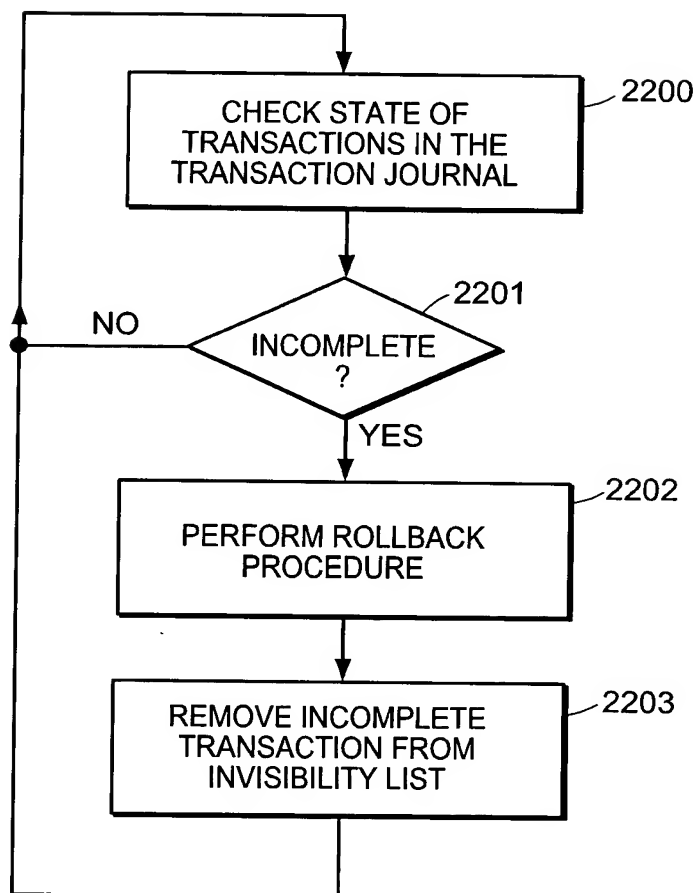 2200
CHECK STATE OF
TRANSACTIONS IN THE
TRANSACTION JOURNAL
2201
NO
INCOMPLETE
?
YES
2202
PERFORM ROLLBACK
PROCEDURE
2203
REMOVE INCOMPLETE
TRANSACTION FROM
INVISIBILITY LIST